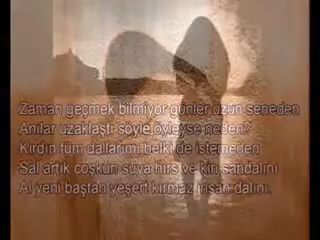 Zaman geçmek bilmiyor günler uzun seneden
Anılar uzaklaştı söyle öyleyse neden?
Kırdın tüm dallarımı belki de istemeden
Sal artık coşkun suya hırs ve kin sandalını
Al yeni baştan yeşert kırmaz insan dalını.